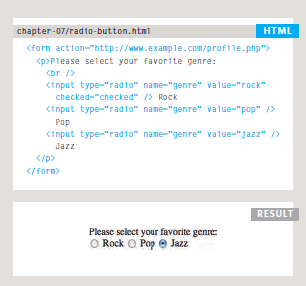 chapter-07/radio-button.html
HTML
<form action="http://www.example.com/profile.php">
<p>Please select your favorite genre:
<br />
<input type="radio" name="genre" value="rock"
checked="checked" /> Rock
<input type="radio" name="genre" value="pop" />
Pop
<input type="radio" name="genre" value="jazz" />
Jazz
</p>
</form>
RESULT
Please select your favorite genre:
Rock Pop Jazz